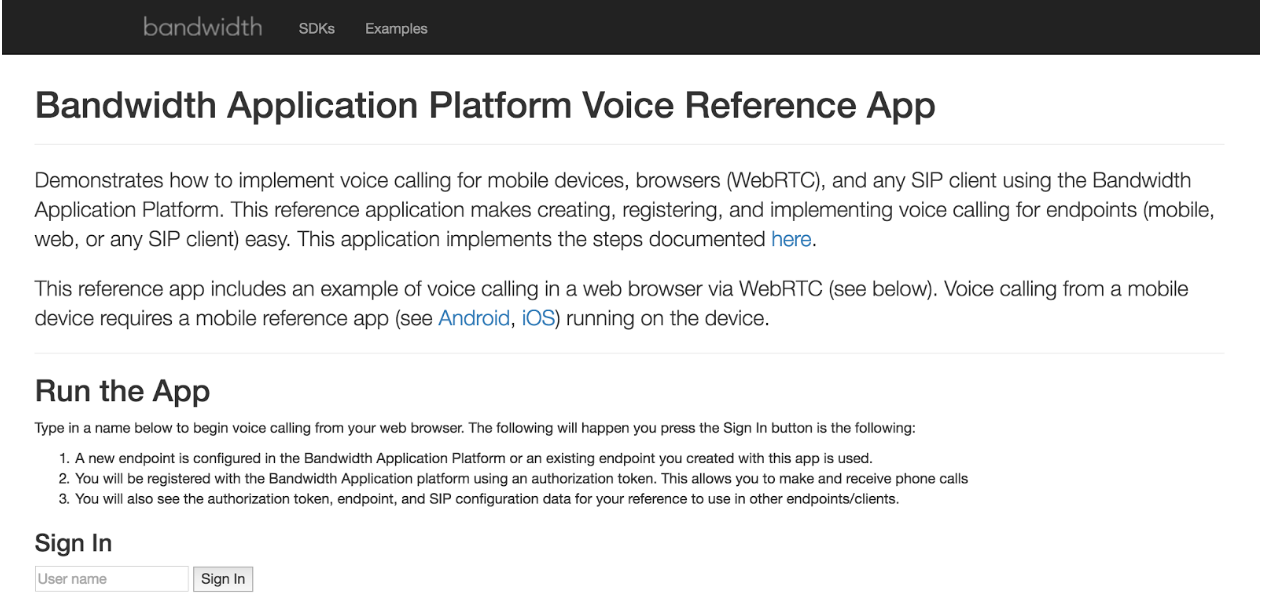 bandwidth SDKs Examples
Bandwidth Application Platform Voice Reference App
Demonstrates how to implement voice calling for mobile devices, browsers (WebRTC), and any SIP client using the Bandwidth
Application Platform. This reference application makes creating, registering, and implementing voice calling for endpoints (mobile,
web, or any SIP client) easy. This application implements the steps documented here.
This reference app includes an example of voice calling in a web browser via WebRTC (see below). Voice calling from a mobile
device requires a mobile reference app (see Android, iOS) running on the device.
Run the App
Type in a name below to begin voice calling from your web browser. The following will happen you press the Sign In button is the following:
1. A new endpoint is configured in the Bandwidth Application Platform or an existing endpoint you created with this app is used.
2. You will be registered with the Bandwidth Application platform using an authorization token. This allows you to make and receive phone calls
3. You will also see the authorization token, endpoint, and SIP configuration data for your reference to use in other endpoints/clients.
Sign In
User name Sign In